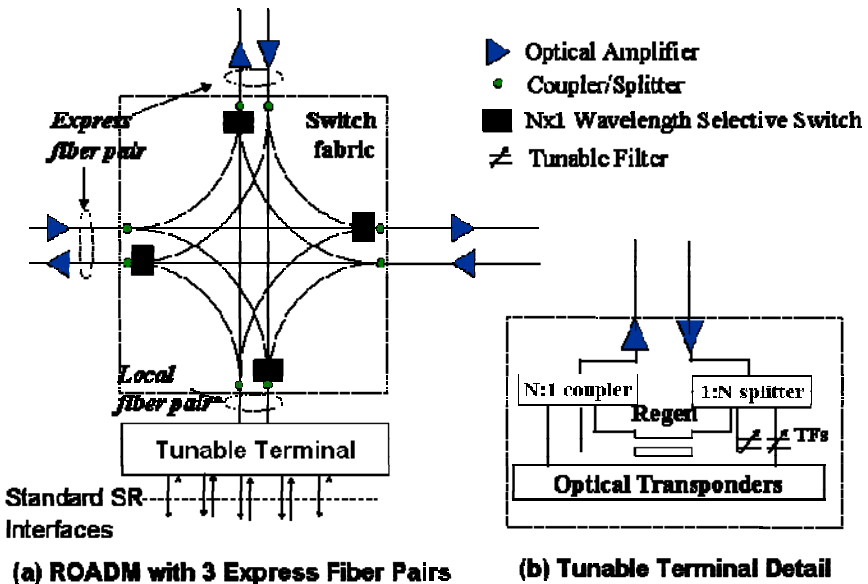 Optical Amplifier
Coupler/Splitter
Nx1 Wavelength Selective Switch
Tunable Filter
Express
fiber pair
Switch
fabric
Local
fiber pair
Tunable Terminal
Standard SR
Interfaces
(a) ROADM with 3 Express Fiber Pairs
N:1 coupler
1:N splitter
Regen
TFs
Optical Transponders
(b) Tunable Terminal Detail